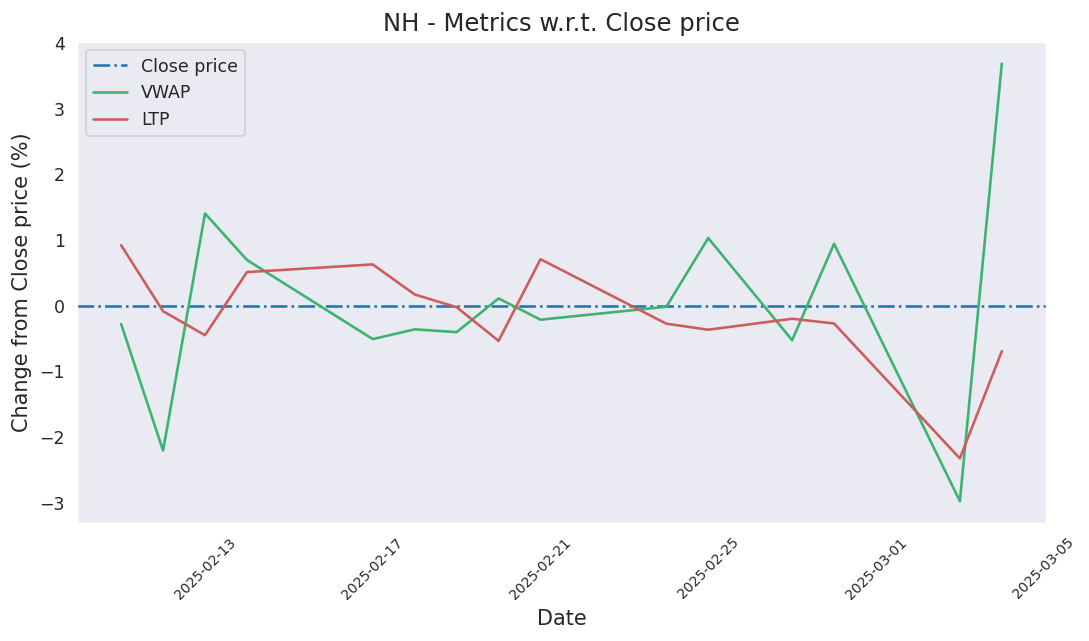 NH - Metrics w.r.t. Close price
Close price
VWAP
LTP
Change from Close price (%)
4
3
2
1
0
−1
−2
−3
2025-02-13
2025-02-17
2025-02-21
2025-02-25
2025-03-01
2025-03-05
Date